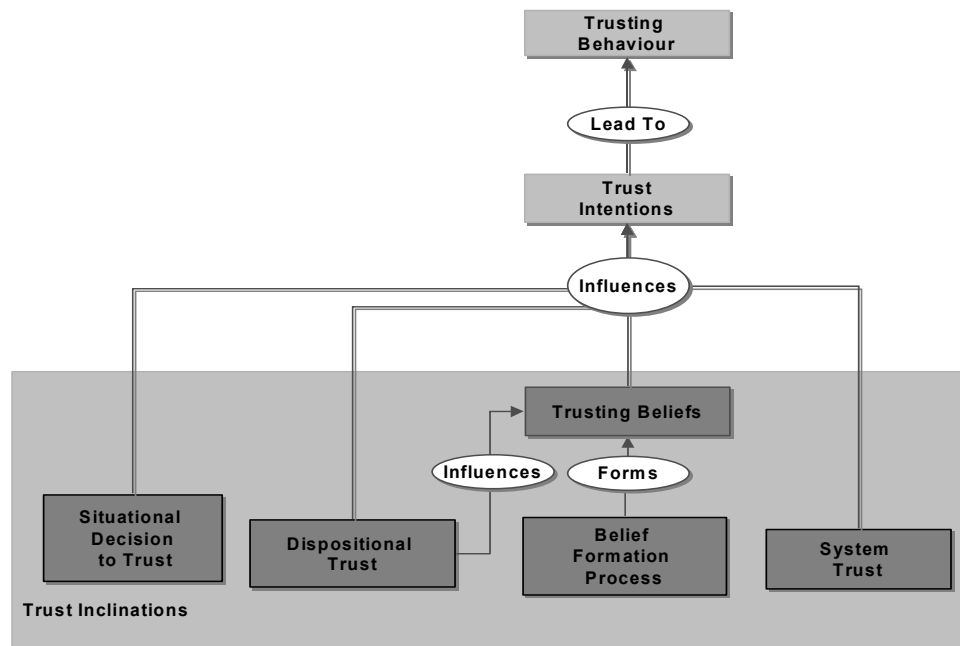 Trusting
Behaviour
Lead To
Trust
Intentions
Influences
Trusting Beliefs
Influences
Forms
Situational
Decision
to Trust
Dispositional
Trust
Belief
Formation
Process
System
Trust
Trust Inclinations